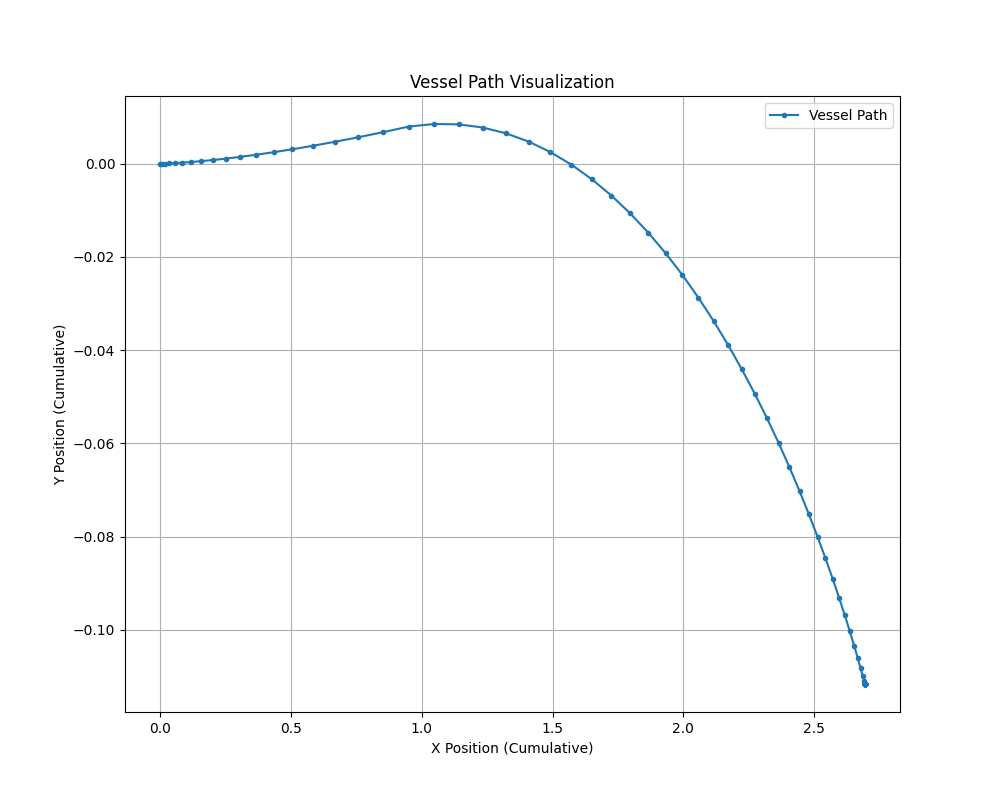 Vessel Path Visualization
Vessel Path
0.00
−0.02
−0.04
−0.06
−0.08
−0.10
Y Position (Cumulative)
0.0 0.5 1.0 1.5 2.0 2.5
X Position (Cumulative)